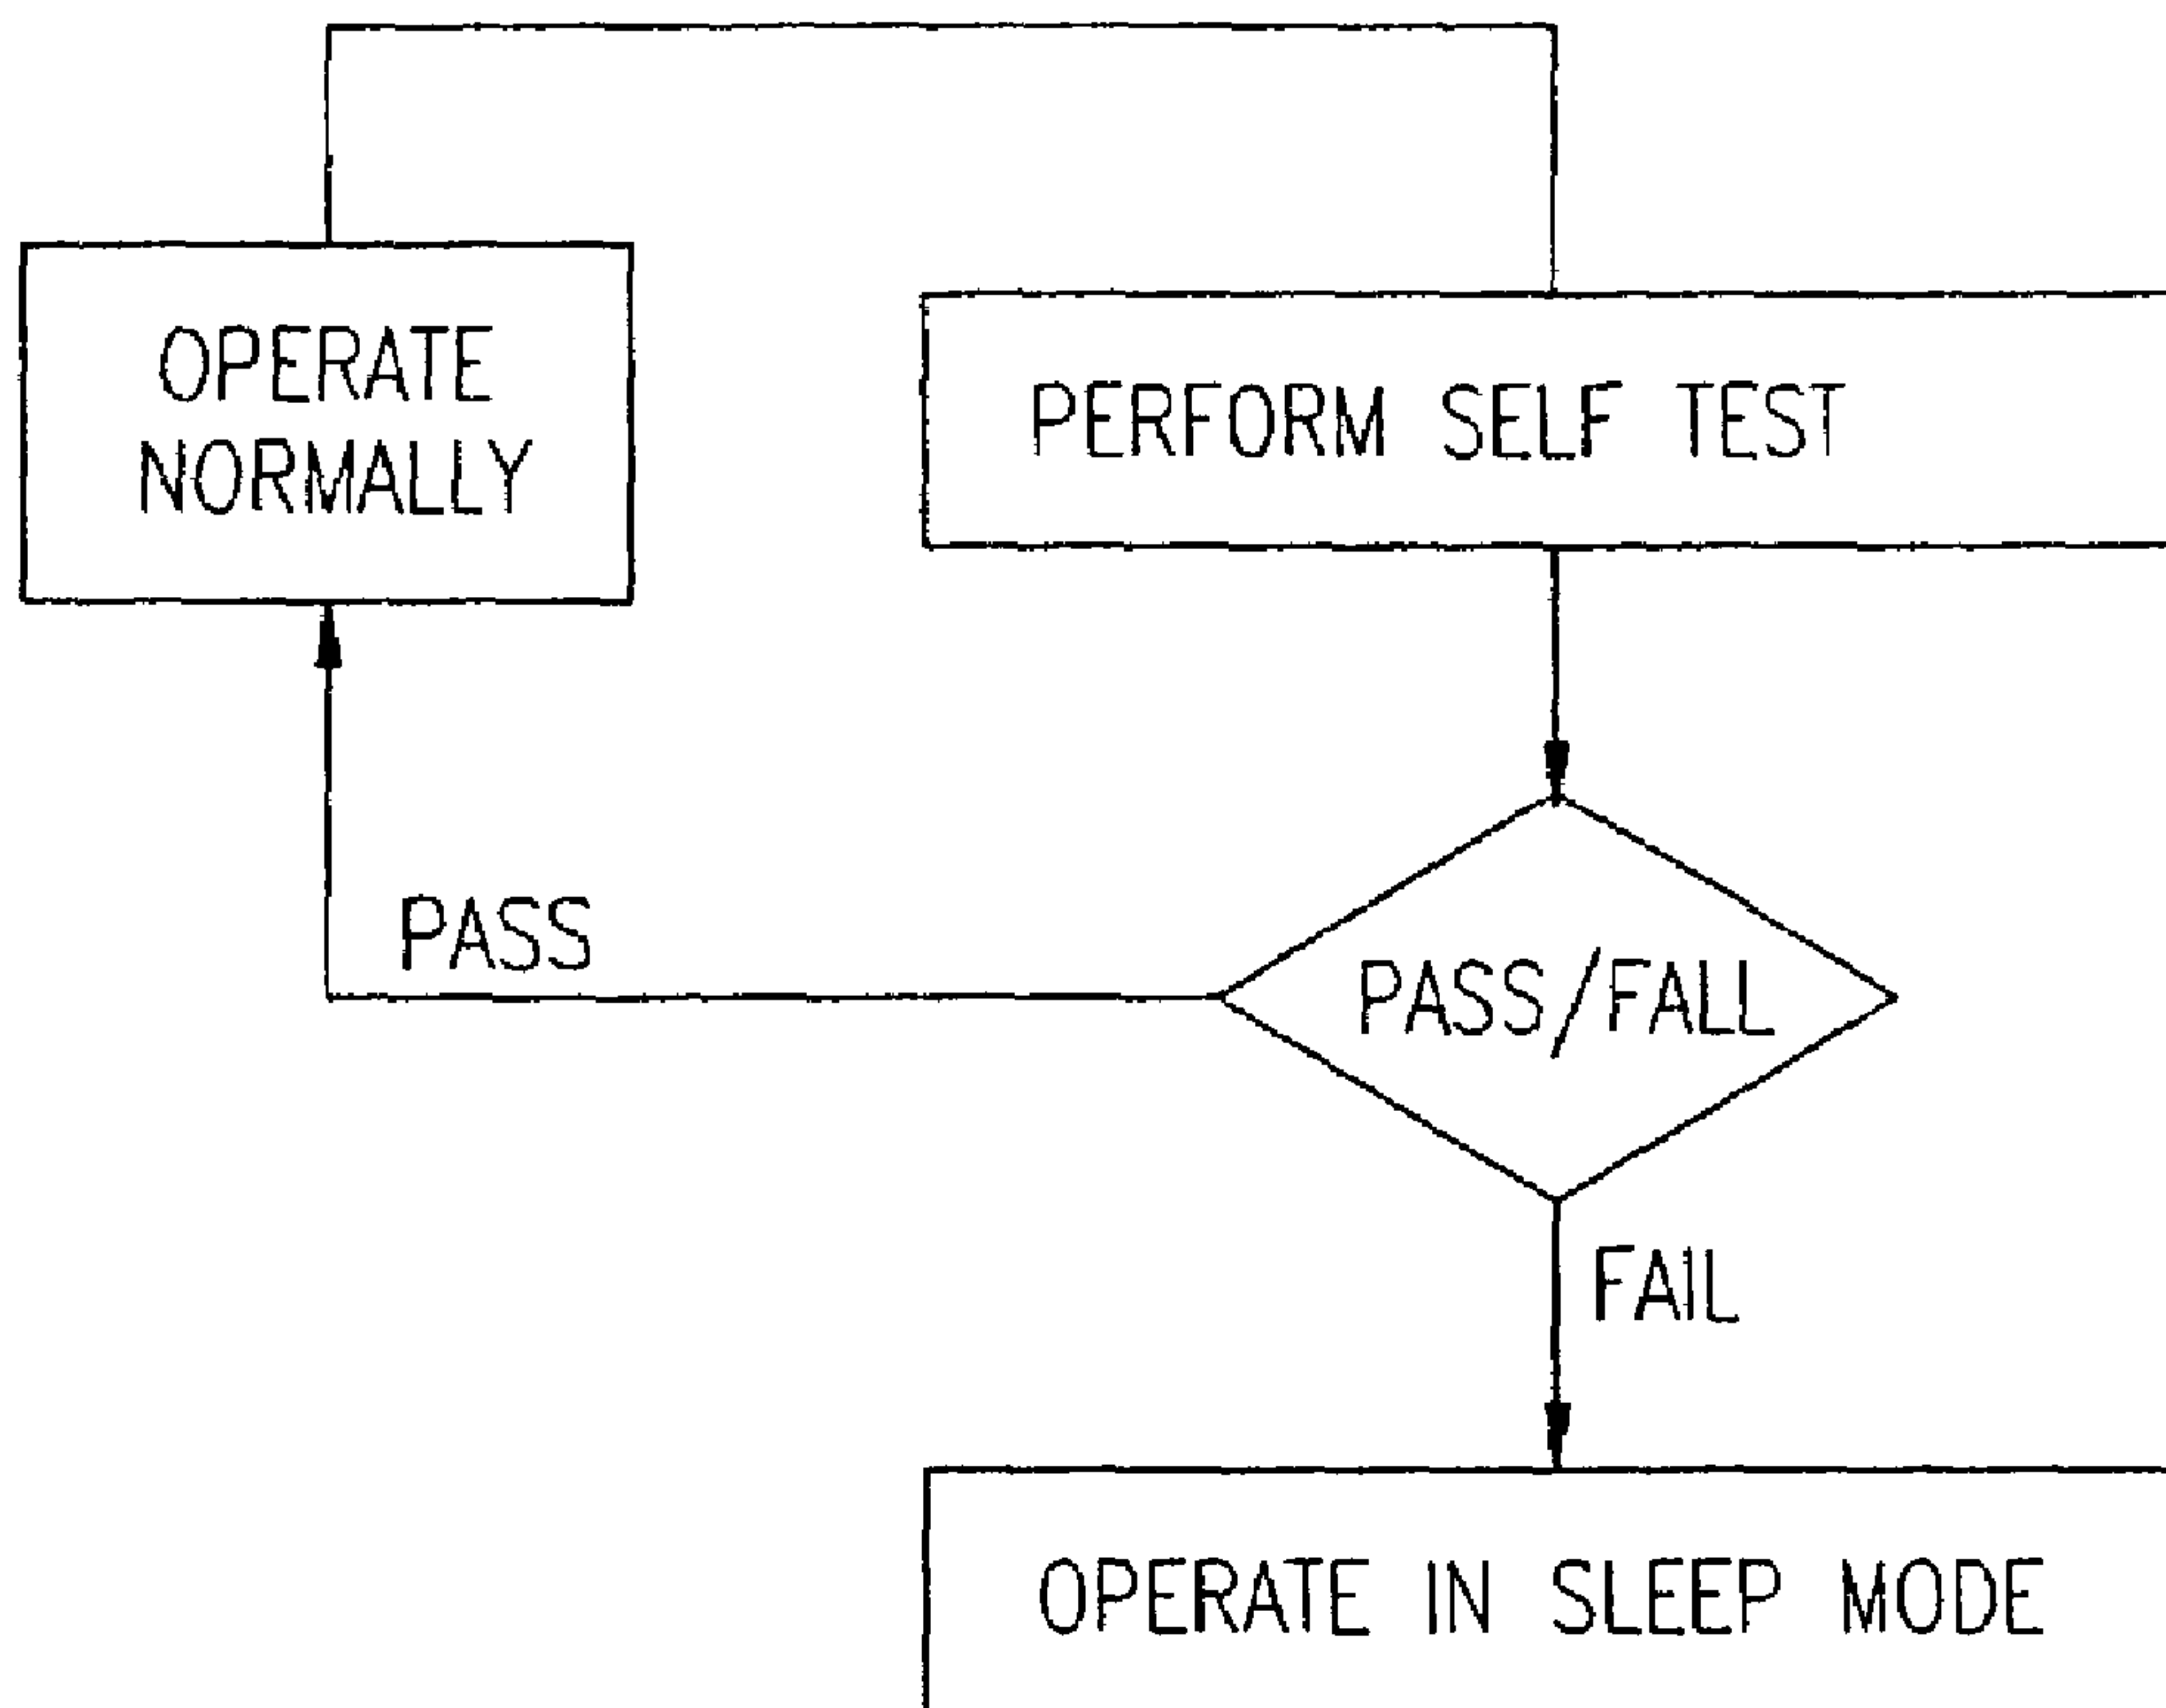 OPERATE
NORMALLY
PERFORM SELF TEST
PASS
PASS/FALL
FAIL
OPERATE IN SLEEP MODE